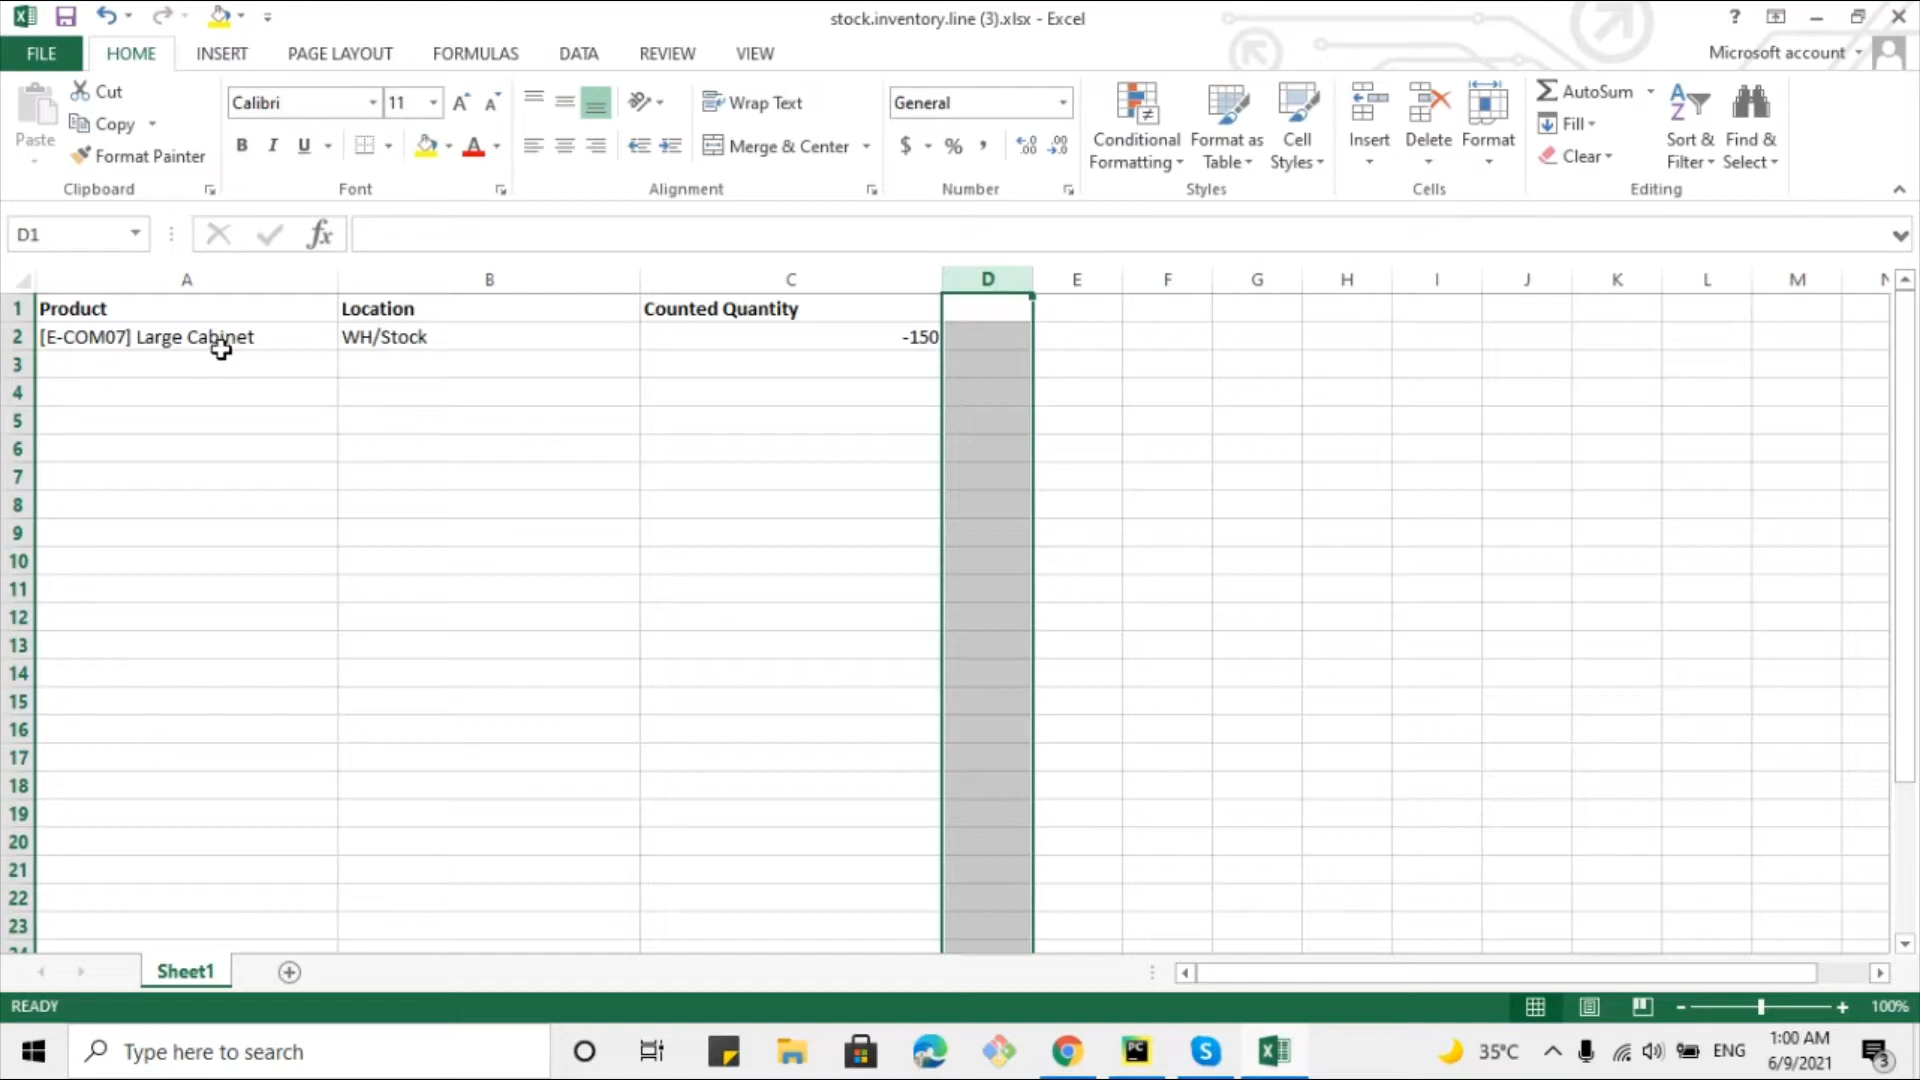 stock.inventory.line (3).xlsx - Excel
?
FILE HOME INSERT PAGE LAYOUT FORMULAS DATA REVIEW VIEW Microsoft account
Paste
Cut
Copy
Format Painter
Clipboard
Calibri 11 A A
B I U A
Font
Wrap Text
Merge & Center
Alignment
General
$ % ,
Number
Conditional Formatting
Format as Table
Cell Styles
Styles
Insert Delete Format
Cells
AutoSum
Fill
Clear
Sort & Filter
Find & Select
Editing
D1 fx
A B C D E F G H I J K L M
1 Product Location Counted Quantity
2 [E-COM07] Large Cabinet WH/Stock -150
3
4
5
6
7
8
9
10
11
12
13
14
15
16
17
18
19
20
21
22
23
24
Sheet1
READY 100%
Type here to search
PC
S
35°C ENG
1:00 AM
6/9/2021
3